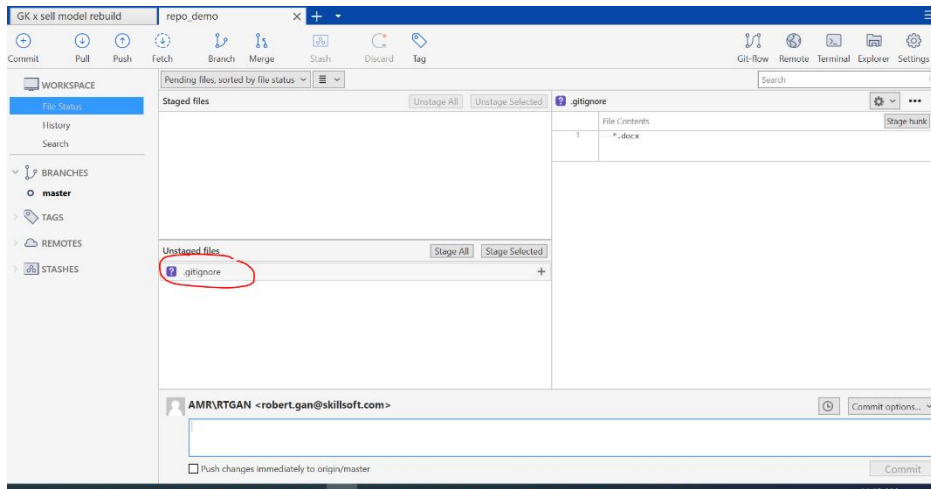 GK x sell model rebuild
repo_demo
Commit Pull Push Fetch Branch Merge Stash Discard Tag
Git-flow Remote Terminal Explorer Settings
WORKSPACE
File Status
History
Search
BRANCHES
master
TAGS
REMOTES
STASHES
Pending files, sorted by file status
Search
Staged files
Unstage All Unstage Selected
.gitignore
File Contents
Stage hunk
1 *.docx
Unstaged files
Stage All Stage Selected
.gitignore
AMR\RTGAN <robert.gan@skillsoft.com>
Commit options...
Push changes immediately to origin/master
Commit